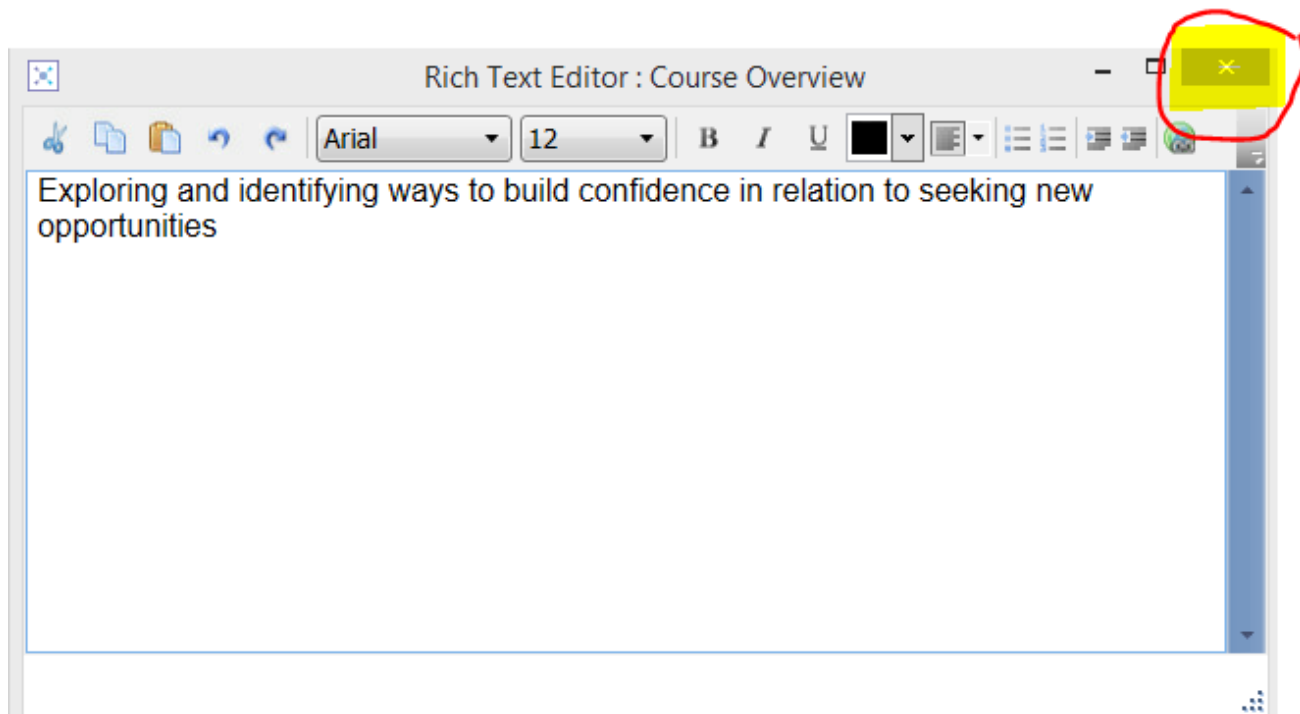 Rich Text Editor : Course Overview
Arial 12 B I U
Exploring and identifying ways to build confidence in relation to seeking new
opportunities